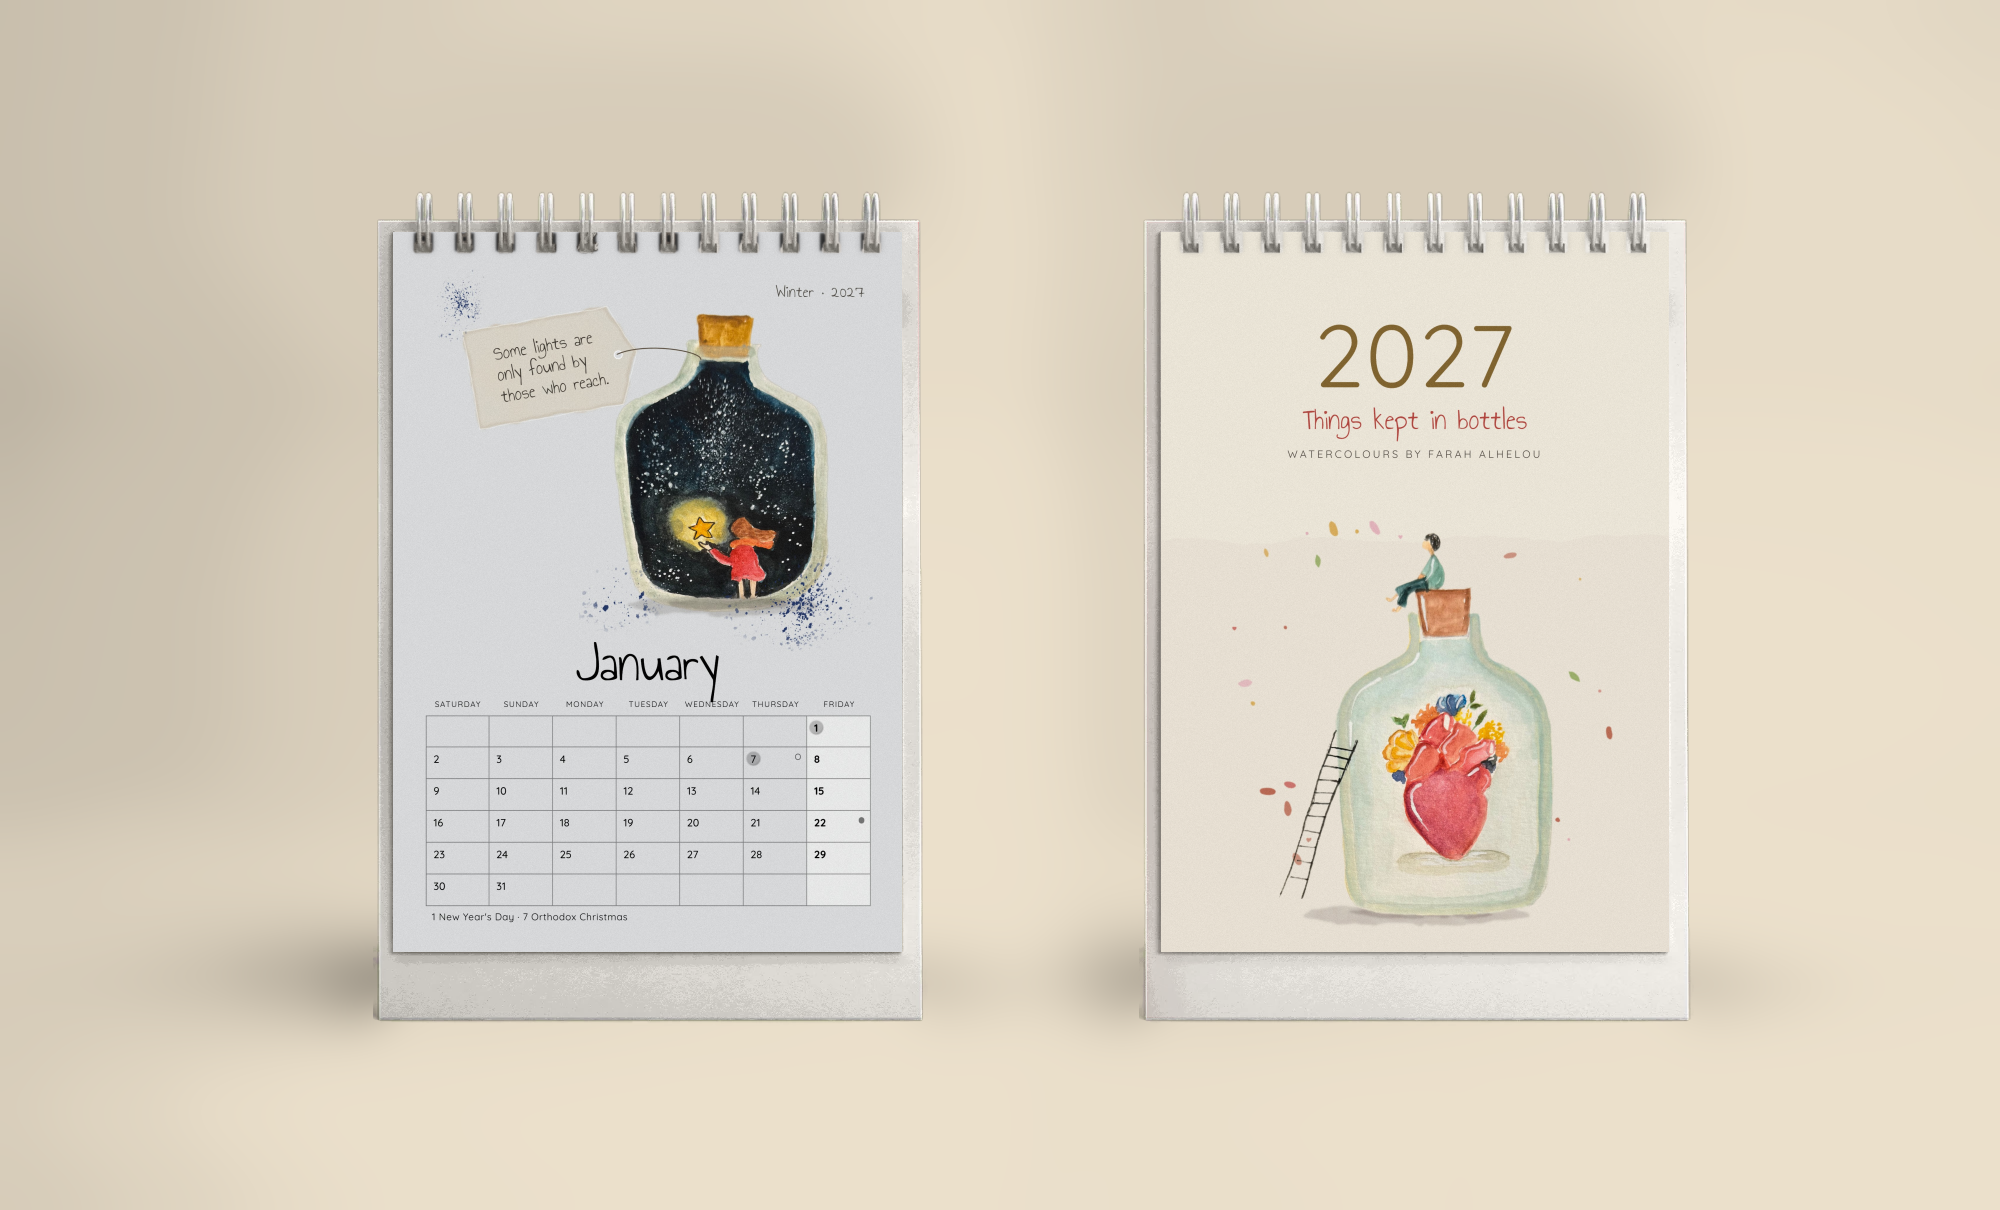 Winter · 2027
Some lights are
only found by
those who reach.
January
SATURDAY SUNDAY MONDAY TUESDAY WEDNESDAY THURSDAY FRIDAY
1
2 3 4 5 6 7 8
9 10 11 12 13 14 15
16 17 18 19 20 21 22
23 24 25 26 27 28 29
30 31
1 New Year's Day · 7 Orthodox Christmas
2027
Things kept in bottles
WATERCOLOURS BY FARAH ALHELOU